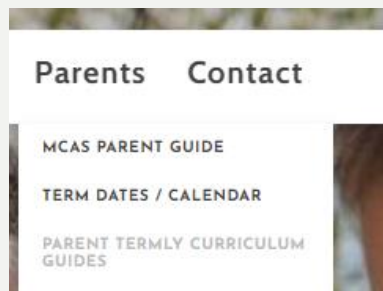 Parents Contact
MCAS PARENT GUIDE
TERM DATES / CALENDAR
PARENT TERMLY CURRICULUM
GUIDES